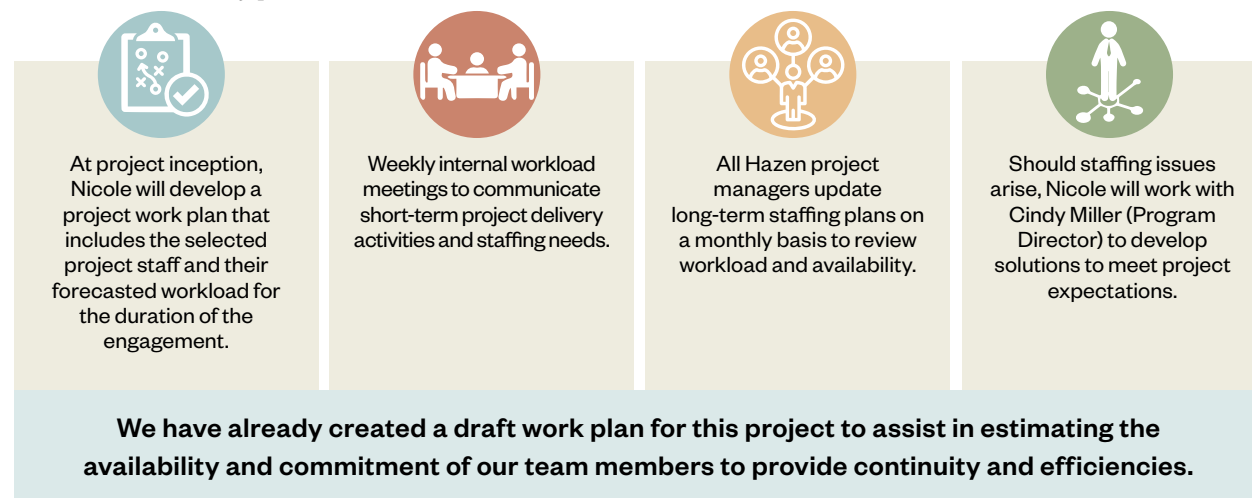 At project inception,
Nicole will develop a
project work plan that
includes the selected
project staff and their
forecasted workload for
the duration of the
engagement.
Weekly internal workload
meetings to communicate
short-term project delivery
activities and staffing needs.
All Hazen project
managers update
long-term staffing plans on
a monthly basis to review
workload and availability.
Should staffing issues
arise, Nicole will work with
Cindy Miller (Program
Director) to develop
solutions to meet project
expectations.
We have already created a draft work plan for this project to assist in estimating the
availability and commitment of our team members to provide continuity and efficiencies.